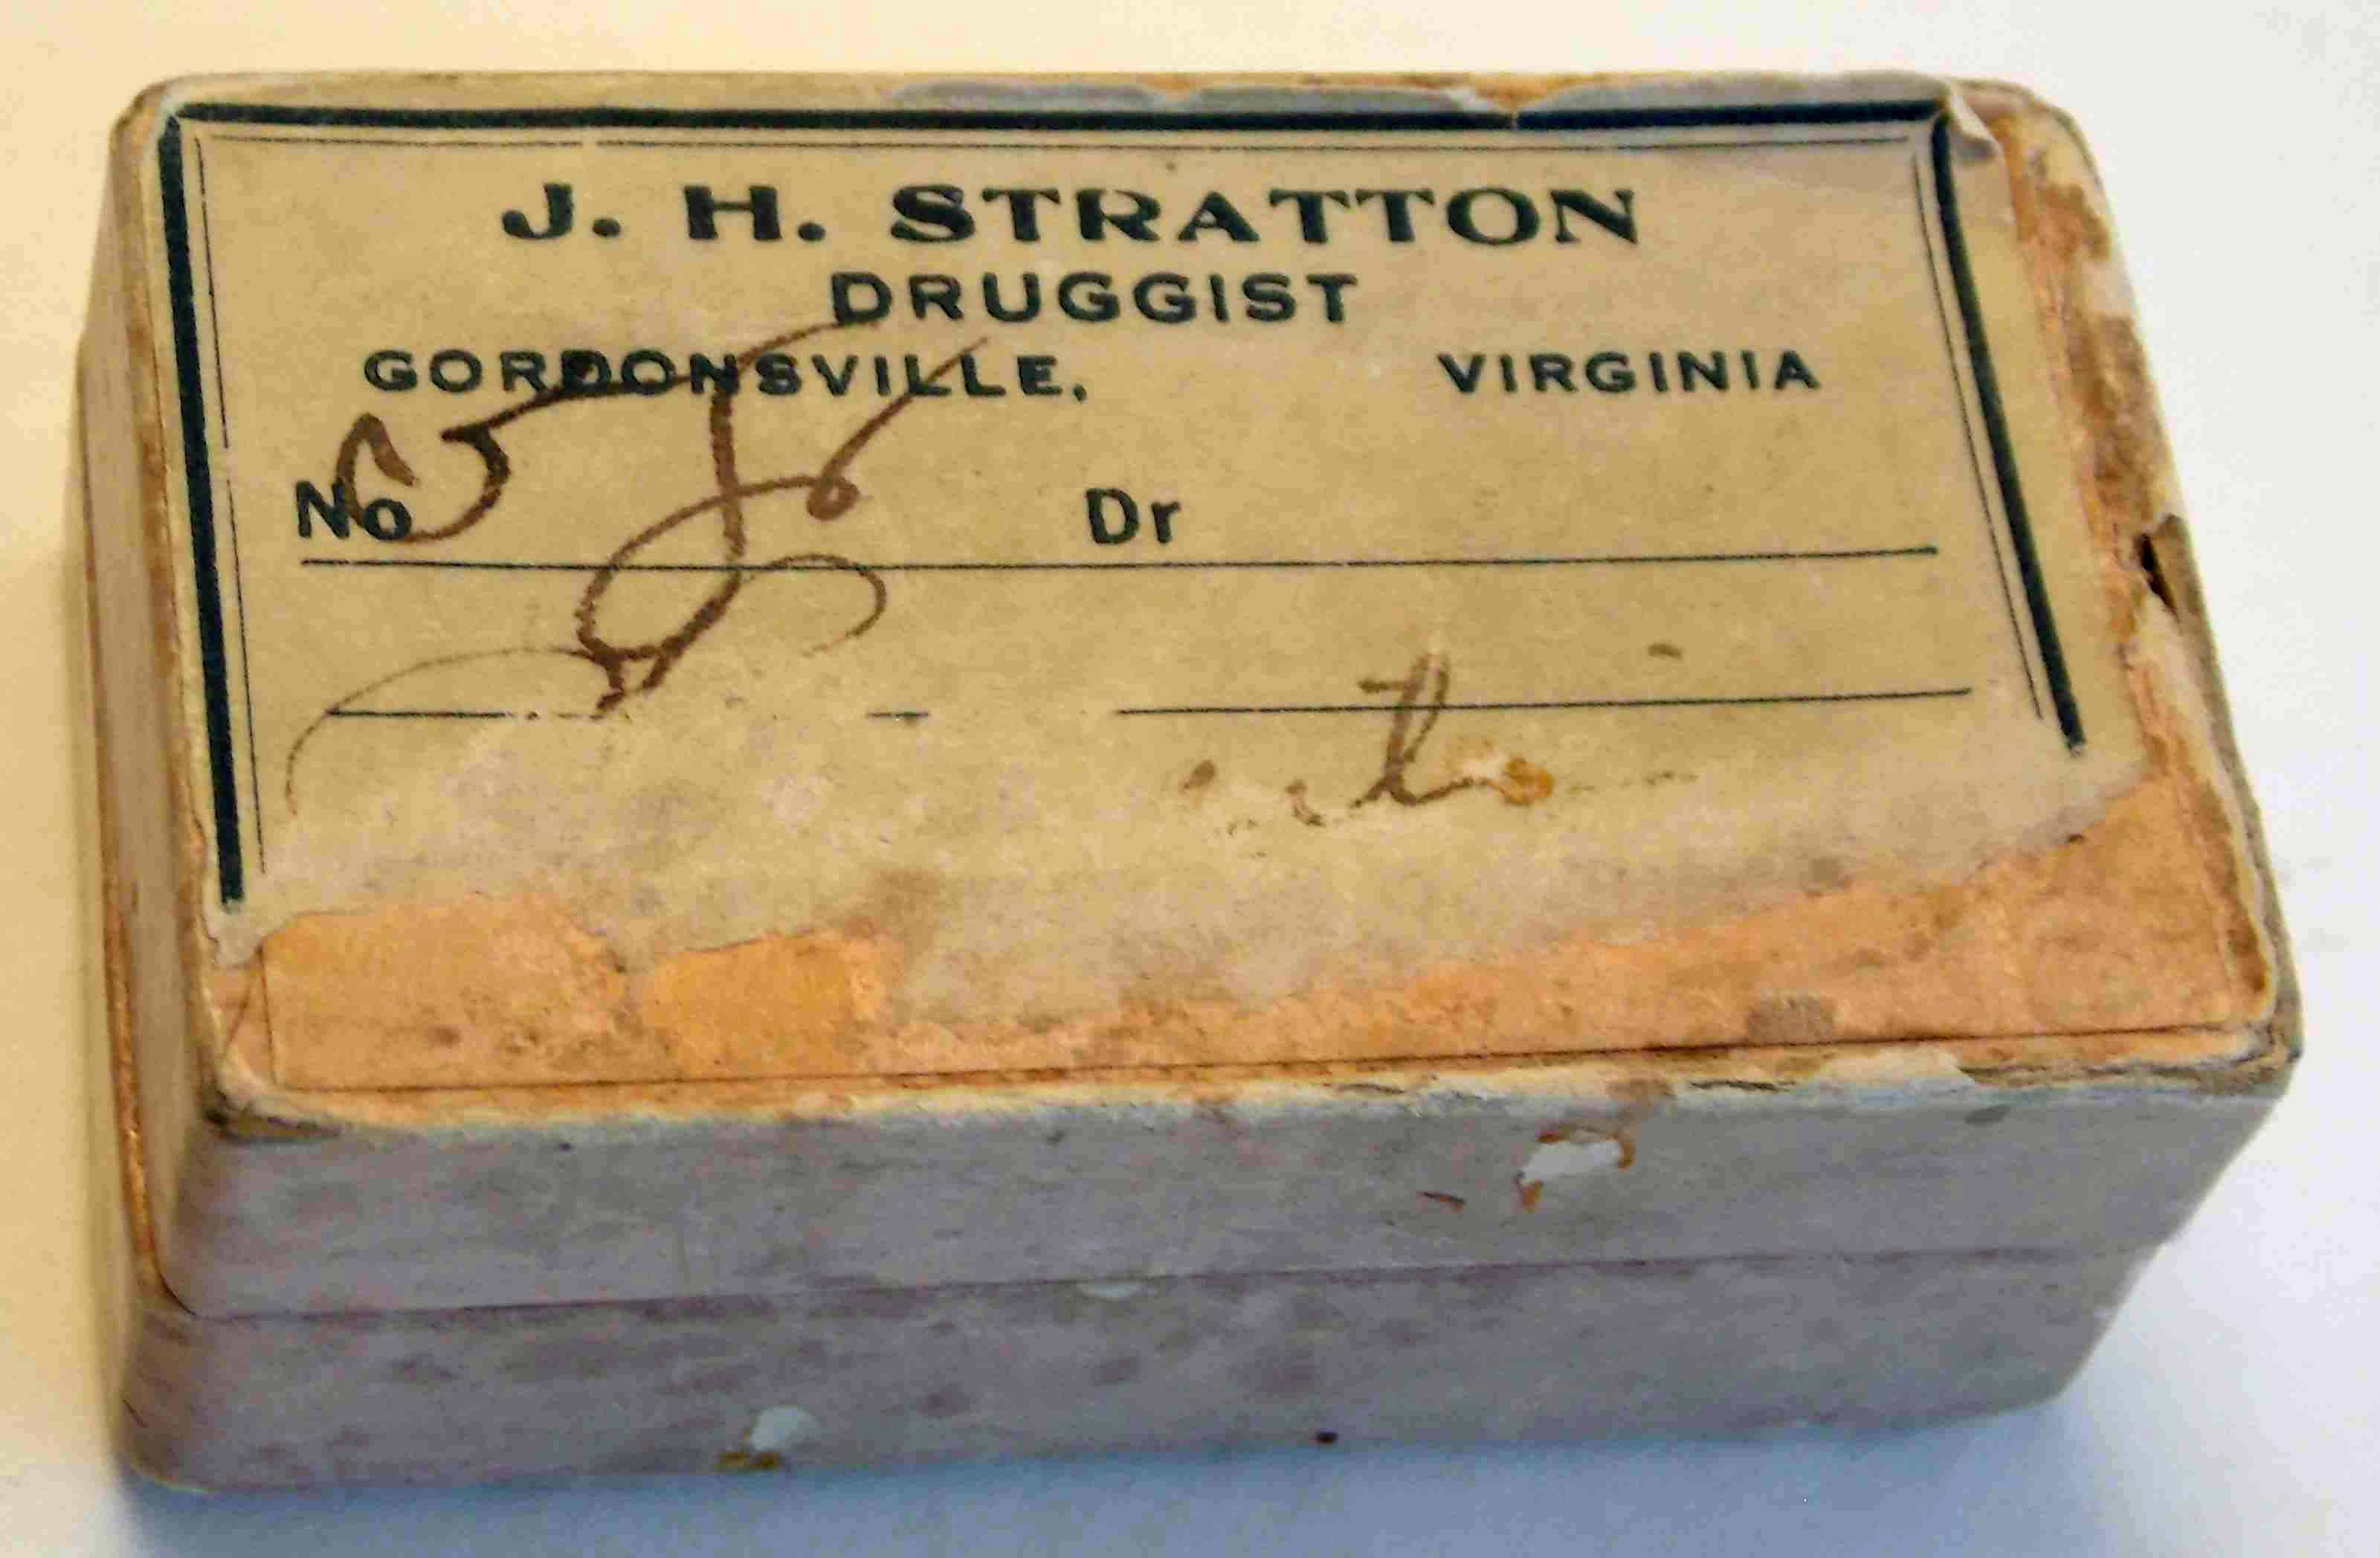 J. H. STRATTON
DRUGGIST
GORDONSVILLE, VIRGINIA
No Dr